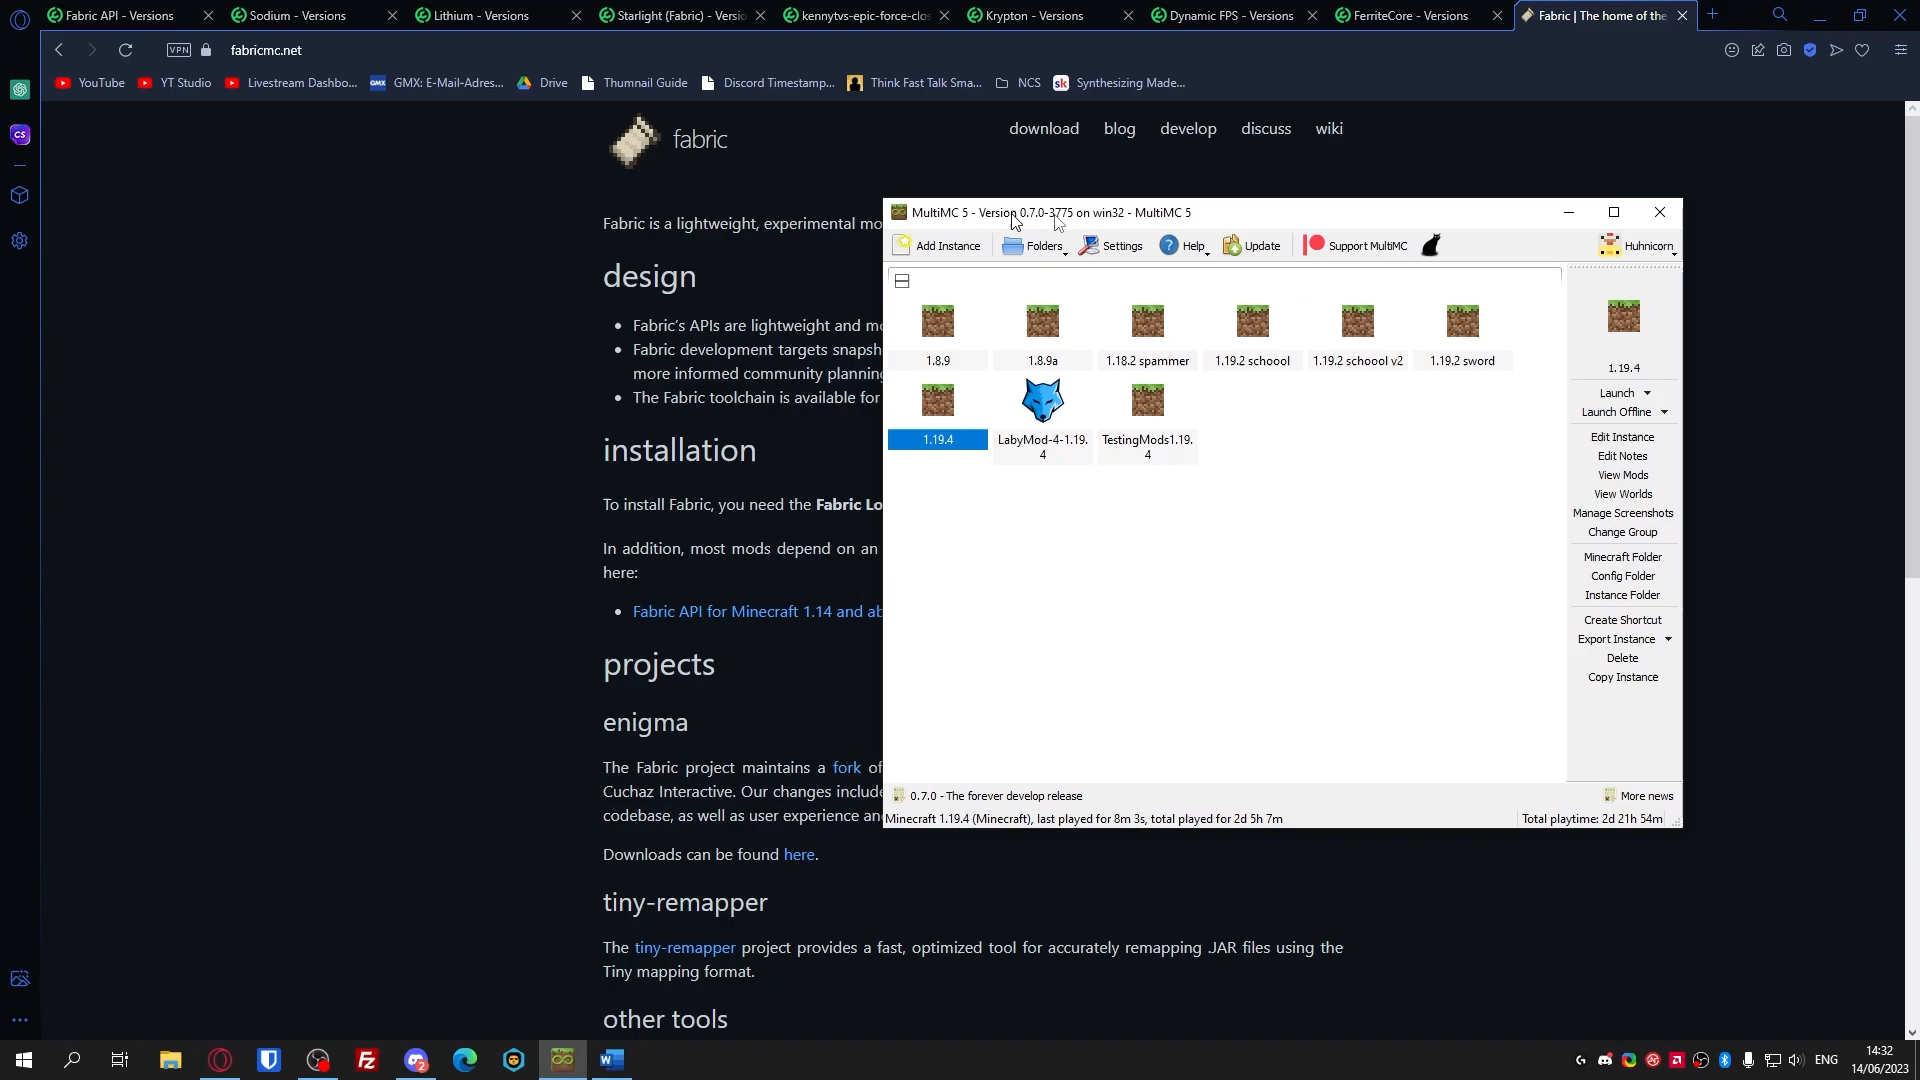 Fabric API - Versions
Sodium - Versions
Lithium - Versions
Starlight (Fabric) - Versio
kennytvs-epic-force-clos
Krypton - Versions
Dynamic FPS - Versions
FerriteCore - Versions
Fabric | The home of the
VPN
fabricmc.net
YouTube
YT Studio
Livestream Dashbo...
GMX
GMX: E-Mail-Adres...
Drive
Thumnail Guide
Discord Timestamp...
Think Fast Talk Sma...
NCS
sk
Synthesizing Made...
CS
fabric
download
blog
develop
discuss
wiki
Fabric is a lightweight, experimental mo
design
Fabric's APIs are lightweight and mo
Fabric development targets snapsh
more informed community planning
The Fabric toolchain is available for
installation
To install Fabric, you need the Fabric Lo
In addition, most mods depend on an
here:
Fabric API for Minecraft 1.14 and ab
projects
enigma
The Fabric project maintains a fork of
Cuchaz Interactive. Our changes include
codebase, as well as user experience and
Downloads can be found here.
tiny-remapper
The tiny-remapper project provides a fast, optimized tool for accurately remapping .JAR files using the
Tiny mapping format.
other tools
MultiMC 5 - Version 0.7.0-3775 on win32 - MultiMC 5
Add Instance
Folders
Settings
Help
Update
Support MultiMC
Huhnicorn
1.8.9
1.8.9a
1.18.2 spammer
1.19.2 schoool
1.19.2 schoool v2
1.19.2 sword
1.19.4
LabyMod-4-1.19.
4
TestingMods1.19.
4
1.19.4
Launch
Launch Offline
Edit Instance
Edit Notes
View Mods
View Worlds
Manage Screenshots
Change Group
Minecraft Folder
Config Folder
Instance Folder
Create Shortcut
Export Instance
Delete
Copy Instance
0.7.0 - The forever develop release
More news
Minecraft 1.19.4 (Minecraft), last played for 8m 3s, total played for 2d 5h 7m
Total playtime: 2d 21h 54m
Fz
2
W
ENG
14:32
14/06/2023